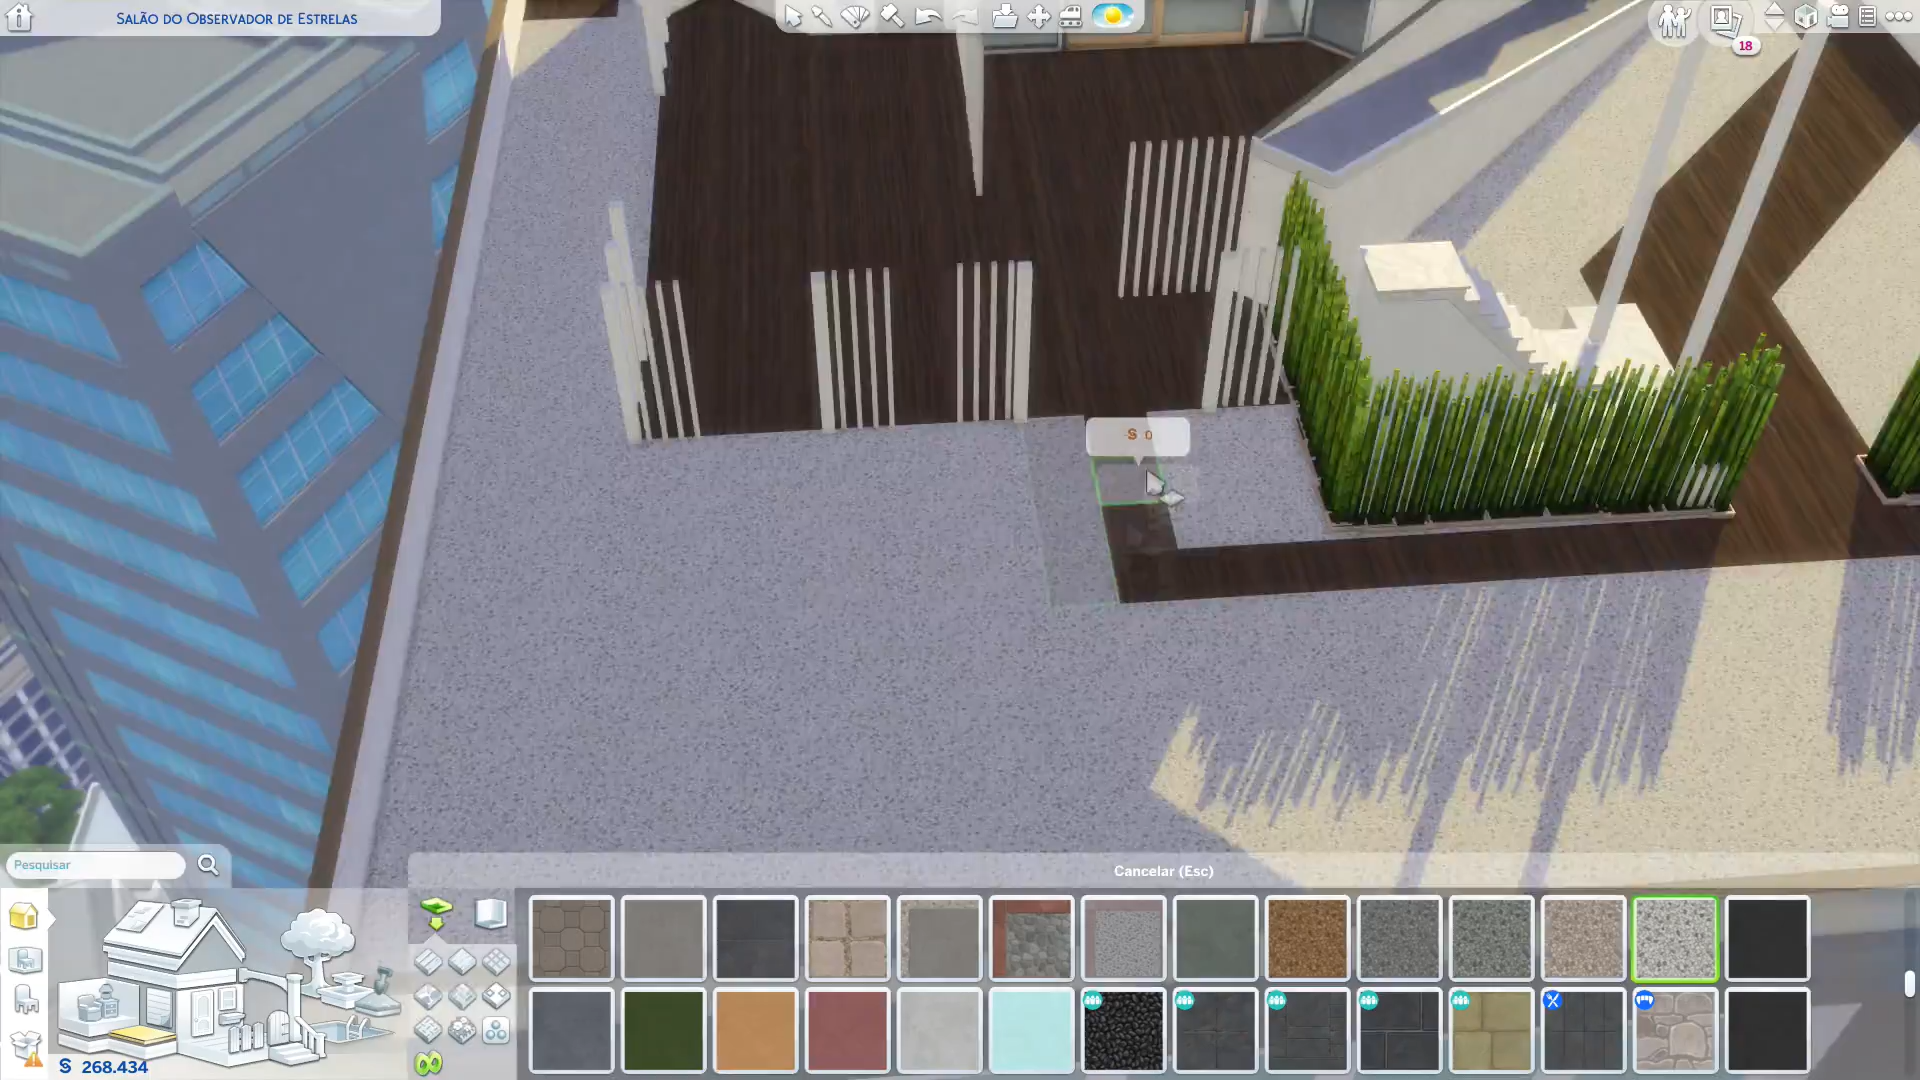 Salão do Observador de Estrelas
18
S 0
Cancelar (Esc)
Pesquisar
S 268.434